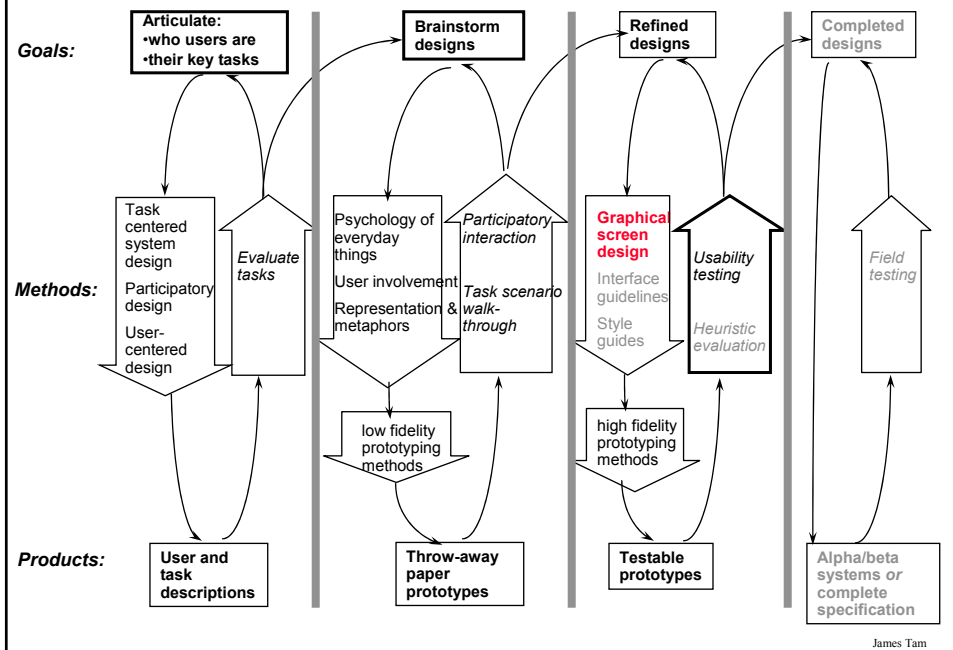 Goals:
Articulate:
•who users are
•their key tasks
Brainstorm
designs
Refined
designs
Completed
designs
Methods:
Task
centered
system
design
Participatory
design
User-
centered
design
Evaluate
tasks
Psychology of
everyday
things
User involvement
Representation &
metaphors
low fidelity
prototyping
methods
Participatory
interaction
Task scenario
walk-
through
Graphical
screen
design
Interface
guidelines
Style
guides
high fidelity
prototyping
methods
Usability
testing
Heuristic
evaluation
Field
testing
Products:
User and
task
descriptions
Throw-away
paper
prototypes
Testable
prototypes
Alpha/beta
systems or
complete
specification
James Tam